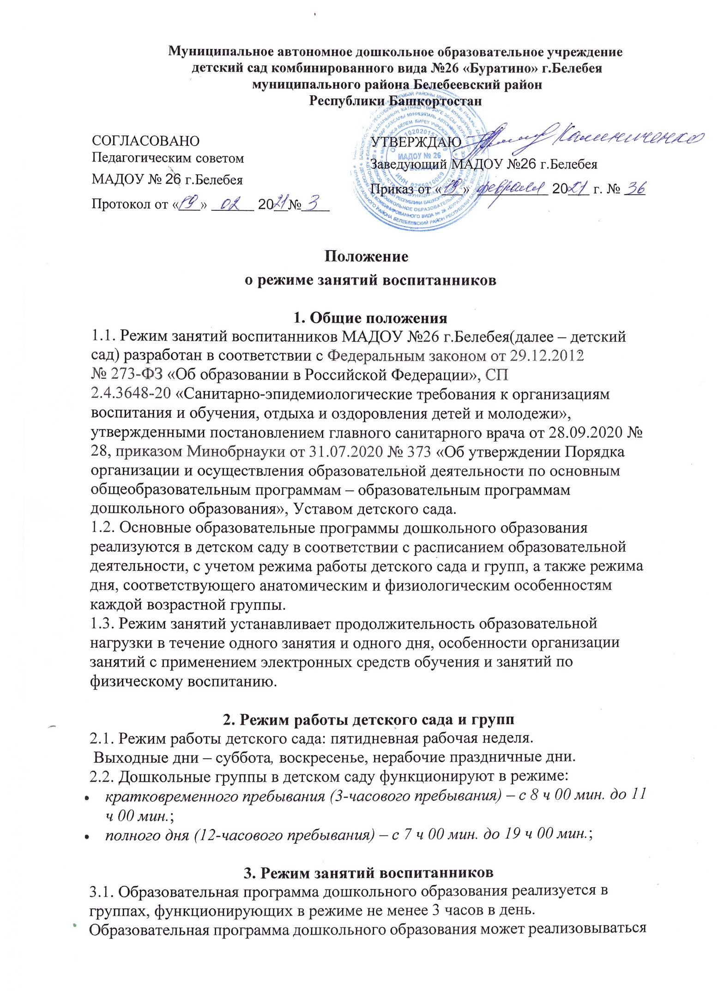 Муниципальное автономное дошкольное образовательное учреждение
детский сад комбинированного вида №26 «Буратино» г.Белебея
муниципального района Белебеевский район
Республики Башкортостан
СОГЛАСОВАНО
Педагогическим советом
МАДОУ № 26 г.Белебея
Протокол от «19» 02 2021 № 3
УТВЕРЖДАЮ Калиниченко
Заведующий МАДОУ №26 г.Белебея
Приказ от «19» февраля 2021 г. № 36
МАДОУ № 26
ИНН 0255010069
Положение
о режиме занятий воспитанников
1. Общие положения
1.1. Режим занятий воспитанников МАДОУ №26 г.Белебея(далее – детский
сад) разработан в соответствии с Федеральным законом от 29.12.2012
№ 273-ФЗ «Об образовании в Российской Федерации», СП
2.4.3648-20 «Санитарно-эпидемиологические требования к организациям
воспитания и обучения, отдыха и оздоровления детей и молодежи»,
утвержденными постановлением главного санитарного врача от 28.09.2020 №
28, приказом Минобрнауки от 31.07.2020 № 373 «Об утверждении Порядка
организации и осуществления образовательной деятельности по основным
общеобразовательным программам – образовательным программам
дошкольного образования», Уставом детского сада.
1.2. Основные образовательные программы дошкольного образования
реализуются в детском саду в соответствии с расписанием образовательной
деятельности, с учетом режима работы детского сада и групп, а также режима
дня, соответствующего анатомическим и физиологическим особенностям
каждой возрастной группы.
1.3. Режим занятий устанавливает продолжительность образовательной
нагрузки в течение одного занятия и одного дня, особенности организации
занятий с применением электронных средств обучения и занятий по
физическому воспитанию.
2. Режим работы детского сада и групп
2.1. Режим работы детского сада: пятидневная рабочая неделя.
Выходные дни – суббота, воскресенье, нерабочие праздничные дни.
2.2. Дошкольные группы в детском саду функционируют в режиме:
• кратковременного пребывания (3-часового пребывания) – с 8 ч 00 мин. до 11
ч 00 мин.;
• полного дня (12-часового пребывания) – с 7 ч 00 мин. до 19 ч 00 мин.;
3. Режим занятий воспитанников
3.1. Образовательная программа дошкольного образования реализуется в
группах, функционирующих в режиме не менее 3 часов в день.
Образовательная программа дошкольного образования может реализовываться